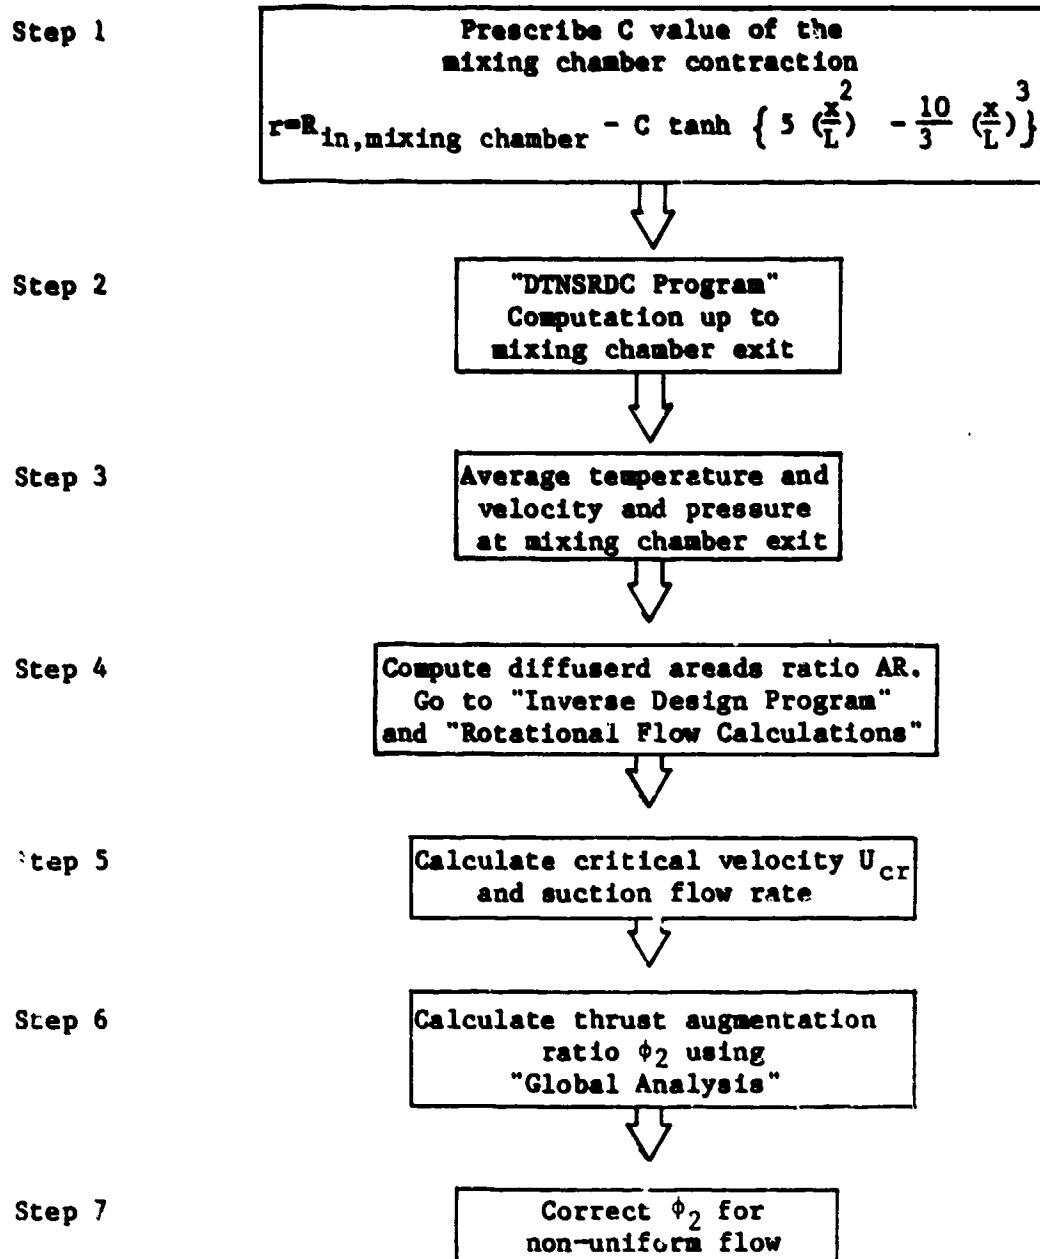 Step 1
Prescribe C value of the
mixing chamber contraction
r=R_in,mixing chamber - C tanh { 5 (x/L)^2 - 10/3 (x/L)^3 }
Step 2
"DTNSRDC Program"
Computation up to
mixing chamber exit
Step 3
Average temperature and
velocity and pressure
at mixing chamber exit
Step 4
Compute diffuserd areads ratio AR.
Go to "Inverse Design Program"
and "Rotational Flow Calculations"
tep 5
Calculate critical velocity U_cr
and suction flow rate
Step 6
Calculate thrust augmentation
ratio ϕ_2 using
"Global Analysis"
Step 7
Correct ϕ_2 for
non-uniform flow